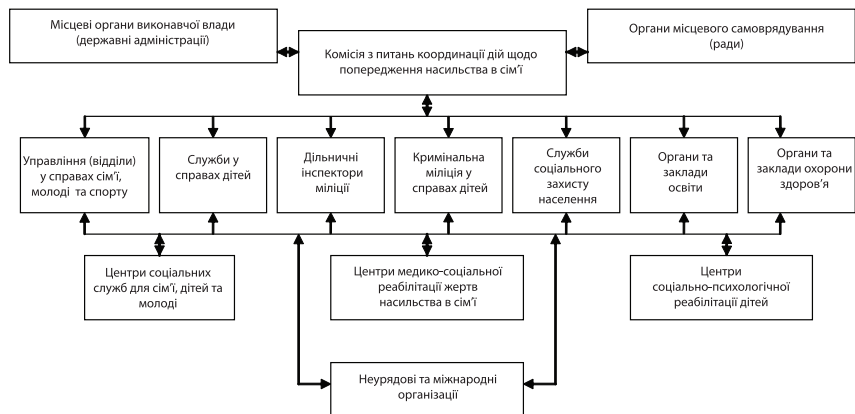 Місцеві органи виконавчої влади
(державні адміністрації)
Комісія з питань координації дій щодо
попередження насильства в сім’ї
Органи місцевого самоврядування
(ради)
Управління (відділи)
у справах сім’ї,
молоді та спорту
Служби у
справах дітей
Дільничні
інспектори
міліції
Кримінальна
міліція у
справах дітей
Служби
соціального
захисту
населення
Органи та
заклади
освіти
Органи та
заклади охорони
здоров’я
Центри соціальних
служб для сім’ї, дітей та
молоді
Центри медико-соціальної
реабілітації жертв
насильства в сім’ї
Центри
соціально-психологічної
реабілітації дітей
Неурядові та міжнародні
організації